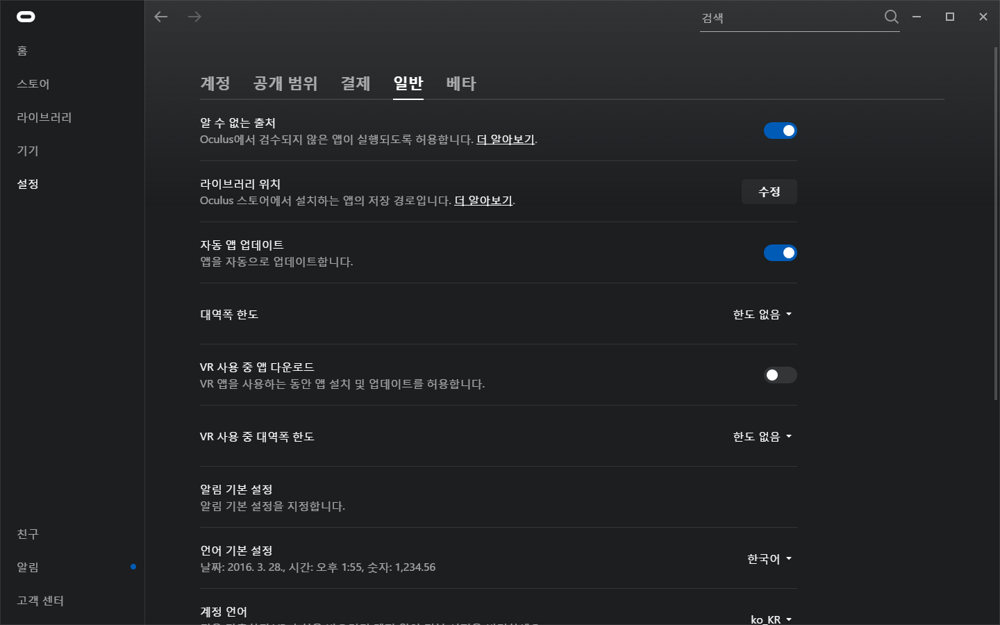 검색
홈
스토어
라이브러리
기기
설정
친구
알림
고객 센터
계정 공개 범위 결제 일반 베타
알 수 없는 출처
Oculus에서 검수되지 않은 앱이 실행되도록 허용합니다. 더 알아보기.
라이브러리 위치
Oculus 스토어에서 설치하는 앱의 저장 경로입니다. 더 알아보기.
수정
자동 앱 업데이트
앱을 자동으로 업데이트합니다.
대역폭 한도
한도 없음
VR 사용 중 앱 다운로드
VR 앱을 사용하는 동안 앱 설치 및 업데이트를 허용합니다.
VR 사용 중 대역폭 한도
한도 없음
알림 기본 설정
알림 기본 설정을 지정합니다.
언어 기본 설정
날짜: 2016. 3. 28., 시간: 오후 1:55, 숫자: 1,234.56
한국어
계정 언어
ko_KR